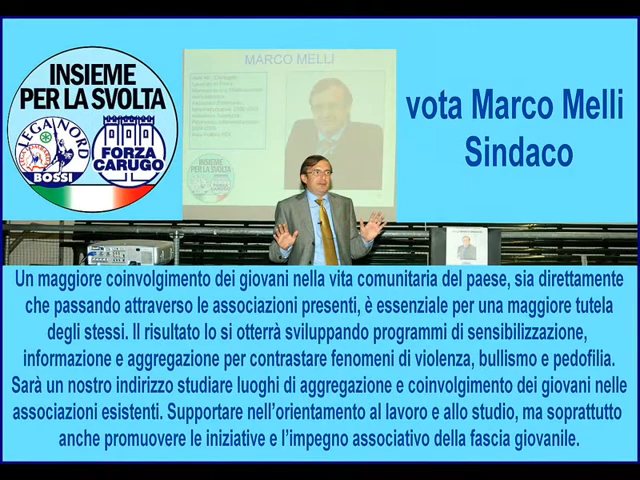 INSIEME
PER LA SVOLTA
LEGA NORD
BOSSI
FORZA
CARUGO
MARCO MELLI
INSIEME
PER LA SVOLTA
vota Marco Melli
Sindaco
Un maggiore coinvolgimento dei giovani nella vita comunitaria del paese, sia direttamente
che passando attraverso le associazioni presenti, è essenziale per una maggiore tutela
degli stessi. Il risultato lo si otterrà sviluppando programmi di sensibilizzazione,
informazione e aggregazione per contrastare fenomeni di violenza, bullismo e pedofilia.
Sarà un nostro indirizzo studiare luoghi di aggregazione e coinvolgimento dei giovani nelle
associazioni esistenti. Supportare nell'orientamento al lavoro e allo studio, ma soprattutto
anche promuovere le iniziative e l'impegno associativo della fascia giovanile.